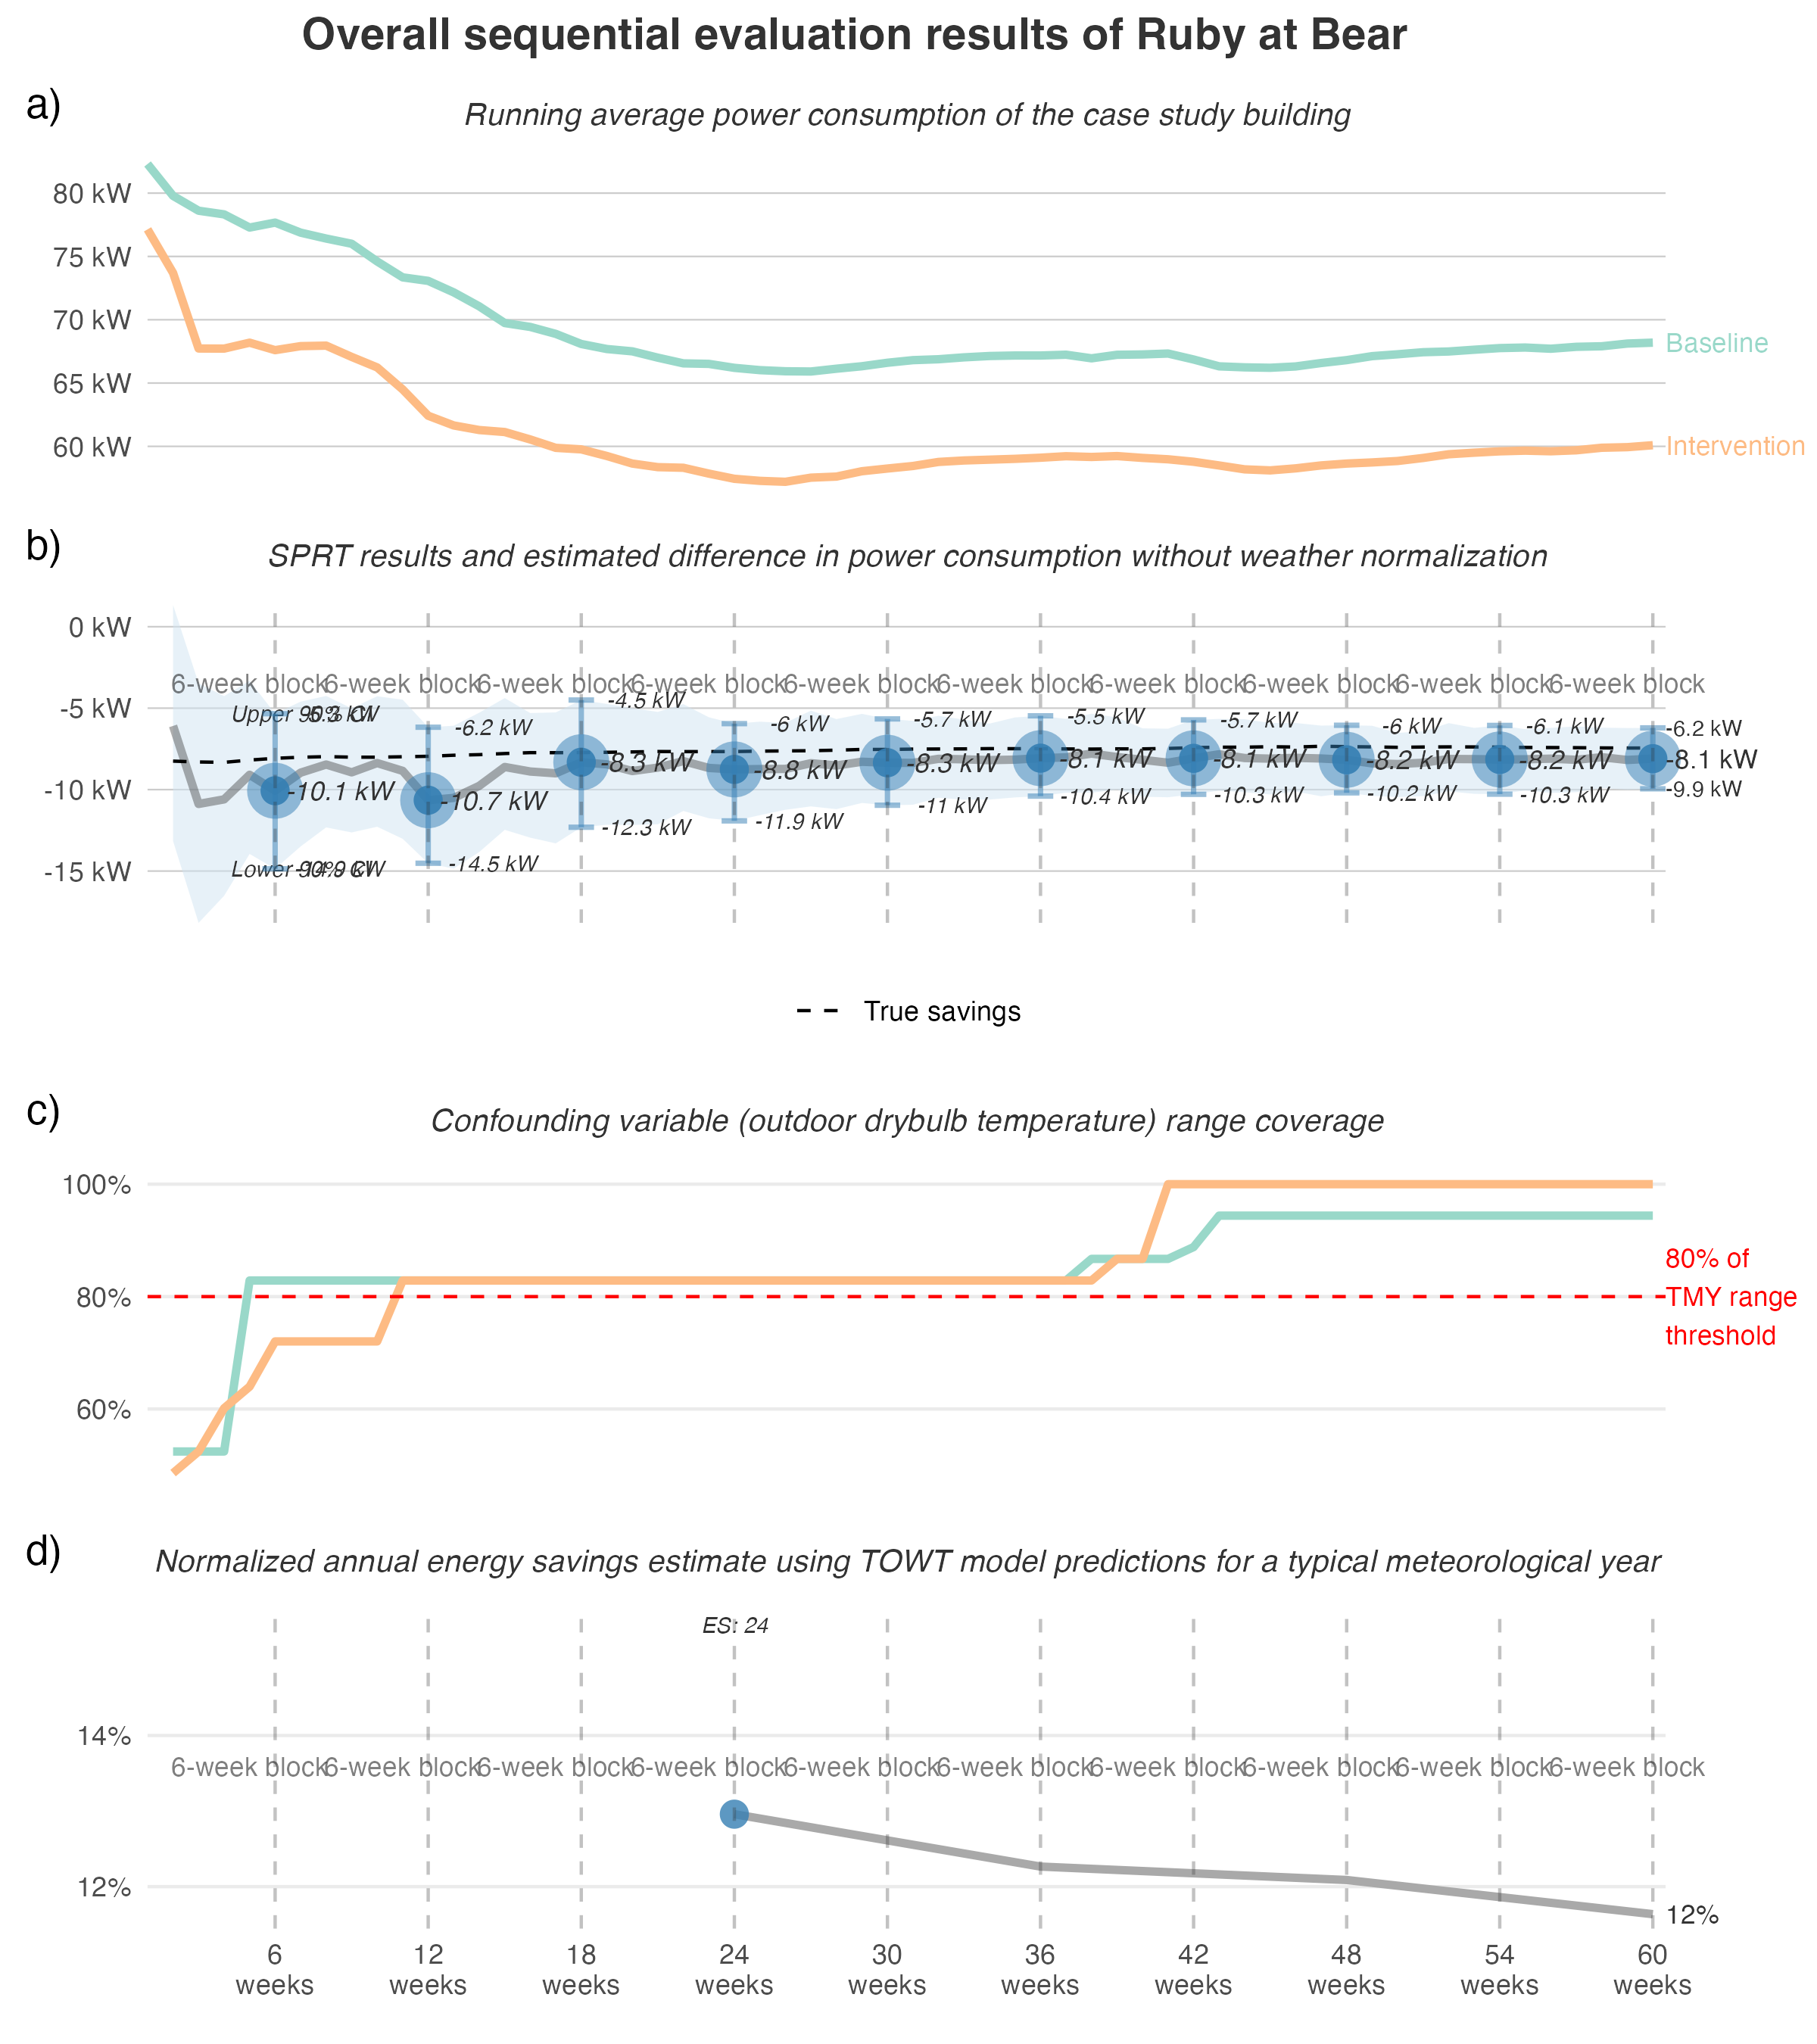 Overall sequential evaluation results of Ruby at Bear
a)
Running average power consumption of the case study building
80 kW
75 kW
70 kW
65 kW
60 kW
Baseline
Intervention
b)
SPRT results and estimated difference in power consumption without weather normalization
0 kW
-5 kW
-10 kW
-15 kW
6-week block 6-week block 6-week block 6-week block 6-week block 6-week block 6-week block 6-week block 6-week block 6-week block
Upper 90% CI
-5.3 kW
-6.2 kW
-4.5 kW
-6 kW
-5.7 kW
-5.5 kW
-5.7 kW
-6 kW
-6.1 kW
-6.2 kW
-10.1 kW
-10.7 kW
-8.3 kW
-8.8 kW
-8.3 kW
-8.1 kW
-8.1 kW
-8.2 kW
-8.2 kW
-8.1 kW
Lower 90% CI
-14.9 kW
-14.5 kW
-12.3 kW
-11.9 kW
-11 kW
-10.4 kW
-10.3 kW
-10.2 kW
-10.3 kW
-9.9 kW
True savings
c)
Confounding variable (outdoor drybulb temperature) range coverage
100%
80%
60%
80% of
TMY range
threshold
d)
Normalized annual energy savings estimate using TOWT model predictions for a typical meteorological year
ES: 24
14%
12%
6-week block 6-week block 6-week block 6-week block 6-week block 6-week block 6-week block 6-week block 6-week block 6-week block
12%
6 weeks
12 weeks
18 weeks
24 weeks
30 weeks
36 weeks
42 weeks
48 weeks
54 weeks
60 weeks